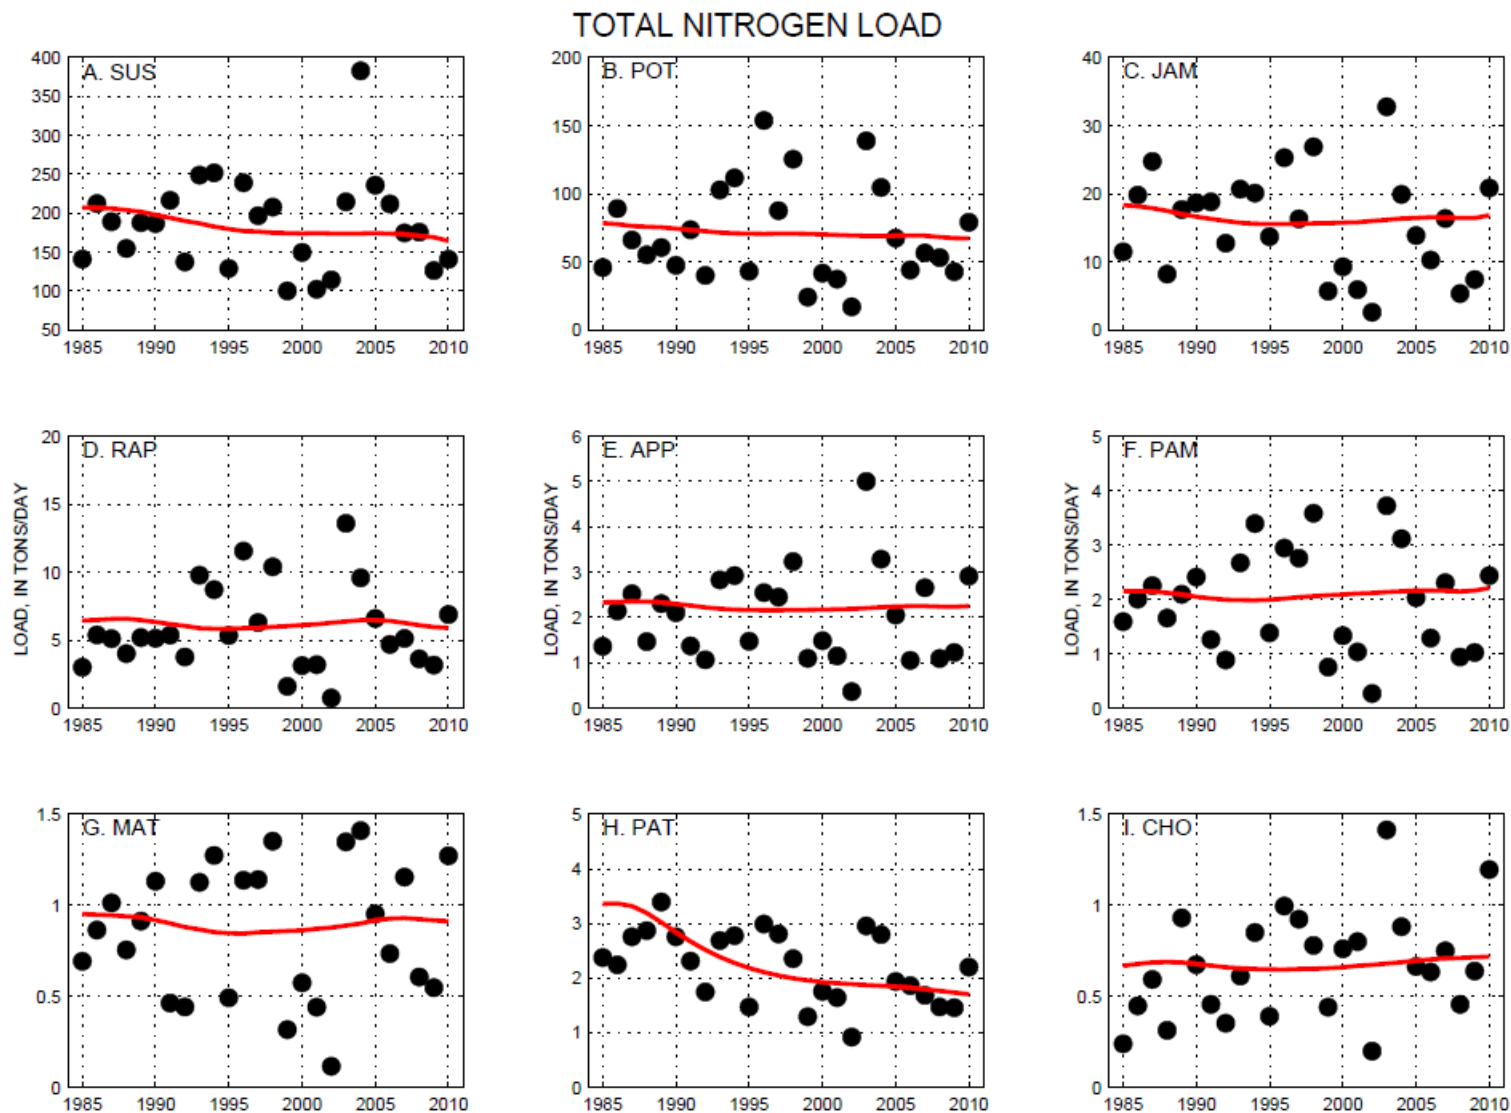 TOTAL NITROGEN LOAD
A. SUS
400
350
300
250
200
150
100
50
1985 1990 1995 2000 2005 2010
B. POT
200
150
100
50
0
1985 1990 1995 2000 2005 2010
C. JAM
40
30
20
10
0
1985 1990 1995 2000 2005 2010
D. RAP
LOAD, IN TONS/DAY
20
15
10
5
0
1985 1990 1995 2000 2005 2010
E. APP
LOAD, IN TONS/DAY
6
5
4
3
2
1
0
1985 1990 1995 2000 2005 2010
F. PAM
LOAD, IN TONS/DAY
5
4
3
2
1
0
1985 1990 1995 2000 2005 2010
G. MAT
1.5
1
0.5
0
1985 1990 1995 2000 2005 2010
H. PAT
5
4
3
2
1
0
1985 1990 1995 2000 2005 2010
I. CHO
1.5
1
0.5
0
1985 1990 1995 2000 2005 2010